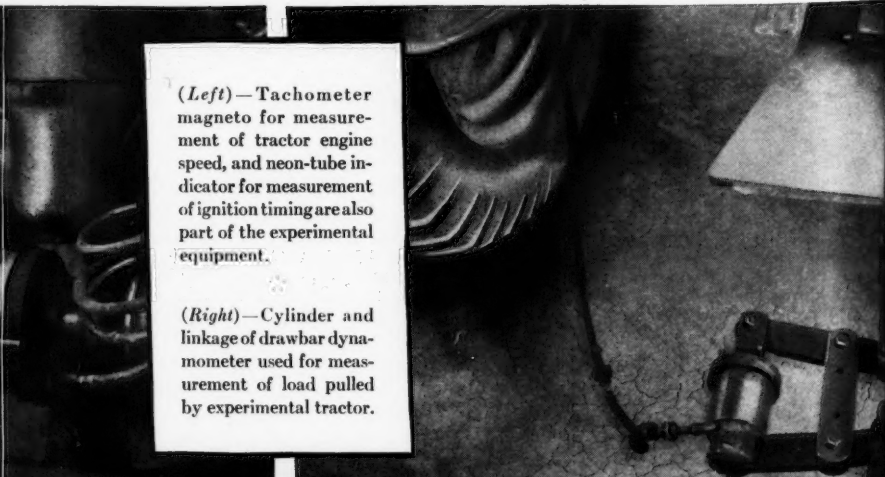 (Left)—Tachometer
magneto for measure-
ment of tractor engine
speed, and neon-tube in-
dicator for measurement
of ignition timing are also
part of the experimental
equipment.
(Right)—Cylinder and
linkage of drawbar dyna-
mometer used for meas-
urement of load pulled
by experimental tractor.